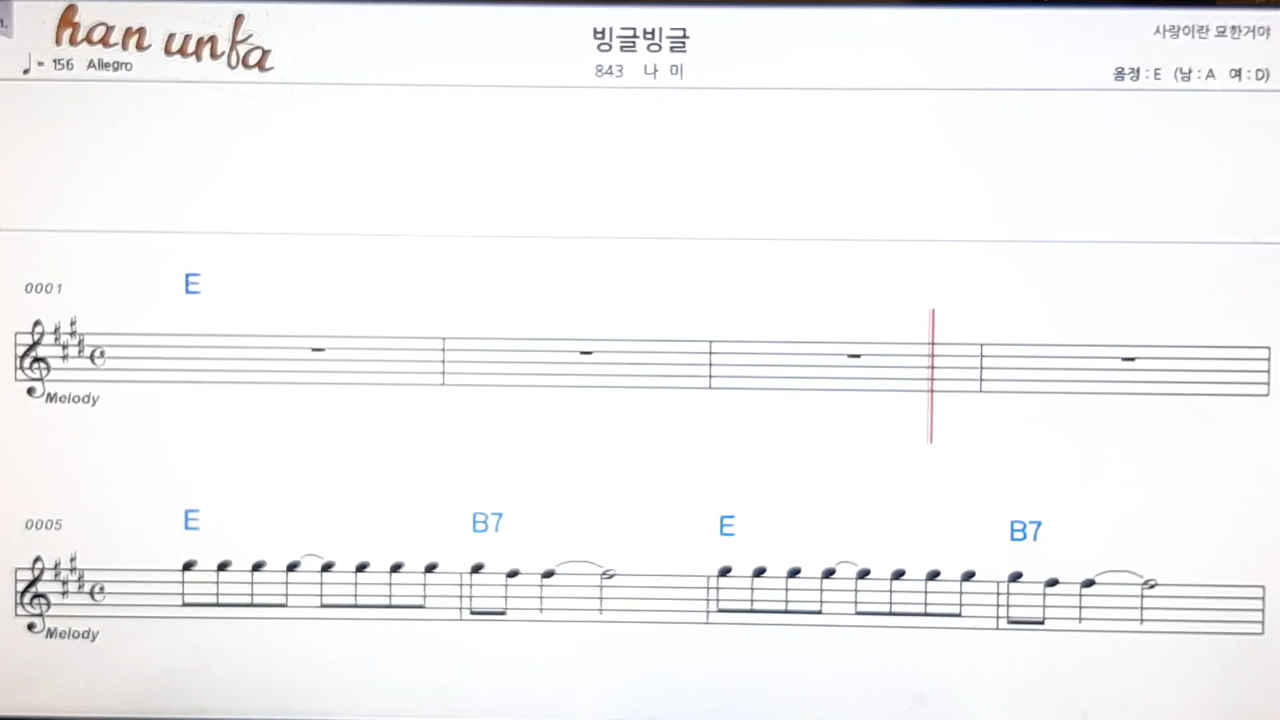 1.
han unfa
♩ = 156 Allegro
빙글빙글
843 나 미
사랑이란 묘한거야
음정 : E (남 : A 여 : D)
0001
E
Melody
0005
E B7 E B7
Melody